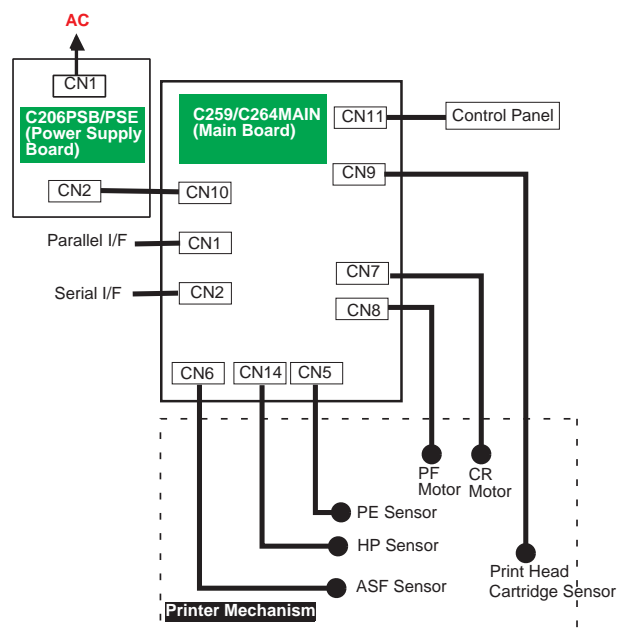 AC
CN1
C206PSB/PSE
(Power Supply
Board)
CN2
C259/C264MAIN
(Main Board)
CN11
Control Panel
CN9
CN10
Parallel I/F
CN1
CN7
Serial I/F
CN2
CN8
CN6
CN14
CN5
PF
Motor
CR
Motor
PE Sensor
HP Sensor
ASF Sensor
Print Head
Cartridge Sensor
Printer Mechanism